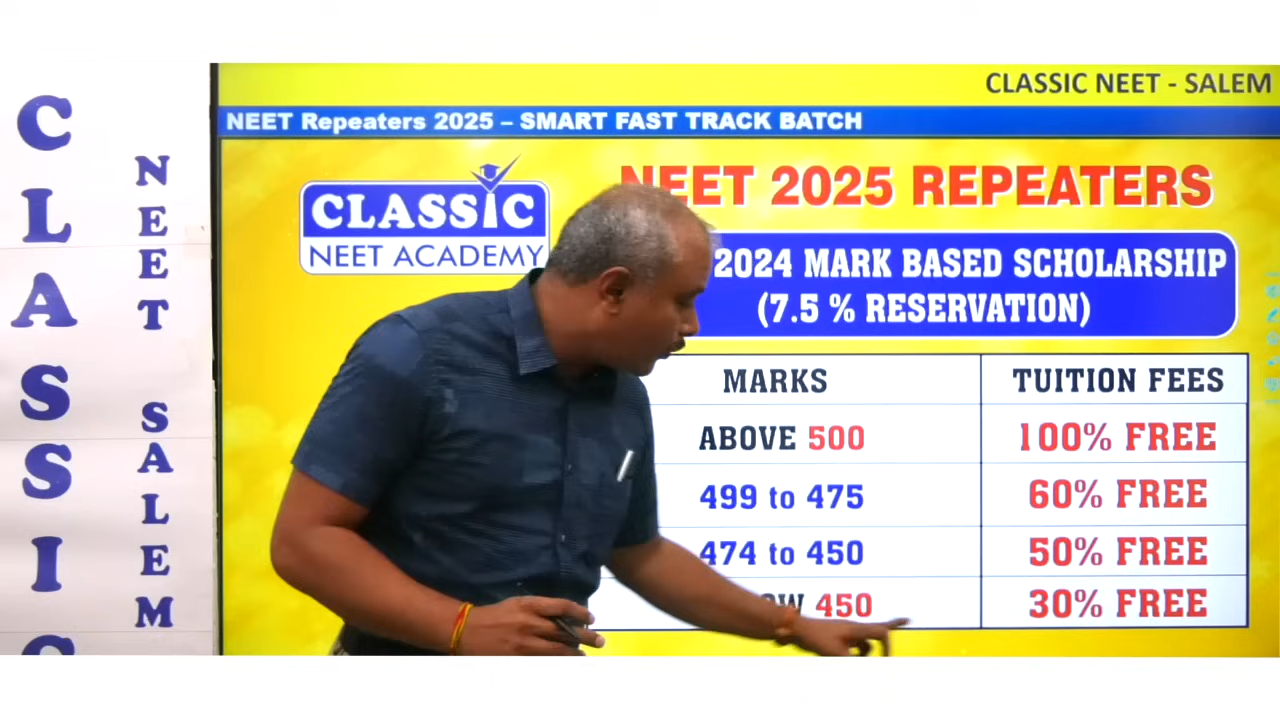 CLASSIC
NEET SALEM
CLASSIC NEET - SALEM
NEET Repeaters 2025 – SMART FAST TRACK BATCH
CLASSIC
NEET ACADEMY
NEET 2025 REPEATERS
2024 MARK BASED SCHOLARSHIP
(7.5 % RESERVATION)
MARKS TUITION FEES
ABOVE 500 100% FREE
499 to 475 60% FREE
474 to 450 50% FREE
450 30% FREE